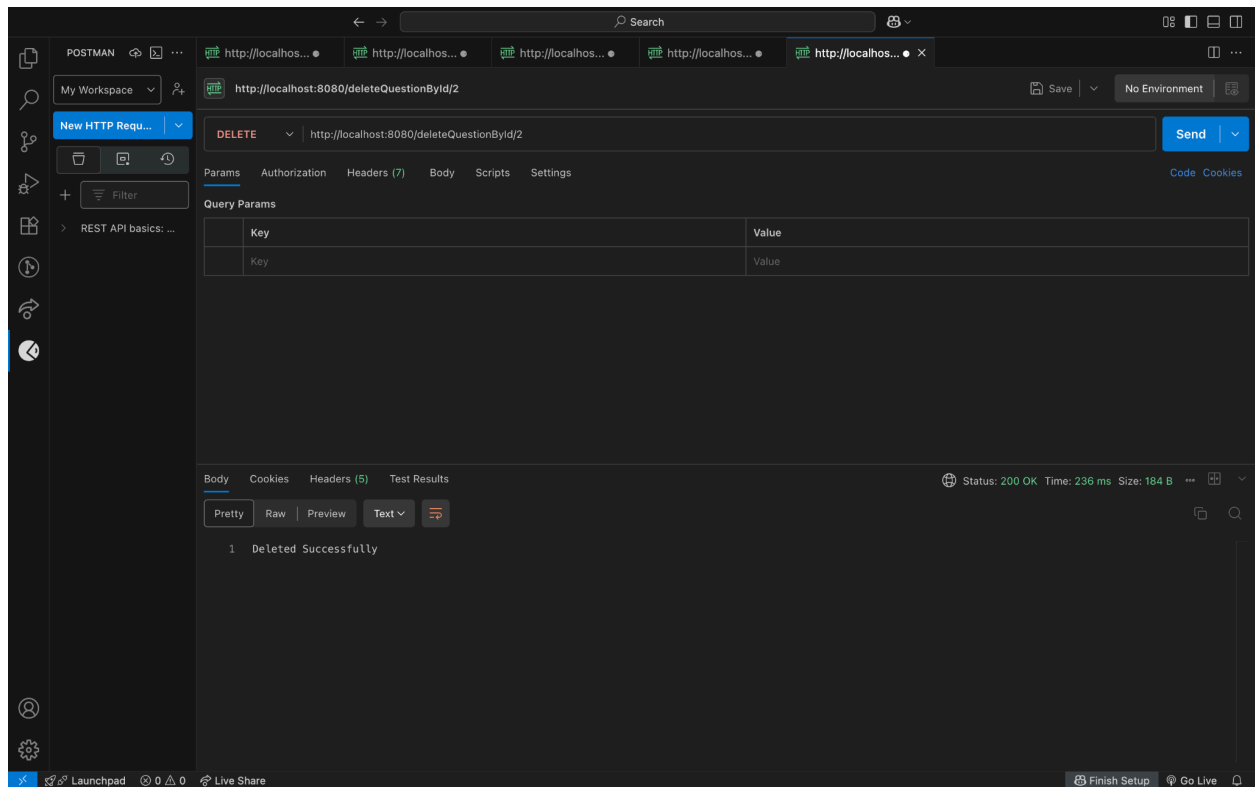 Search
POSTMAN
http://localhos... http://localhos... http://localhos... http://localhos... http://localhos...
My Workspace
HTTP http://localhost:8080/deleteQuestionById/2
Save
No Environment
New HTTP Requ...
DELETE http://localhost:8080/deleteQuestionById/2
Send
Params Authorization Headers (7) Body Scripts Settings
Code Cookies
Filter
Query Params
REST API basics: ...
Key Value
Key Value
Body Cookies Headers (5) Test Results
Status: 200 OK Time: 236 ms Size: 184 B
Pretty Raw Preview Text
1 Deleted Successfully
Launchpad 0 0 Live Share
Finish Setup Go Live